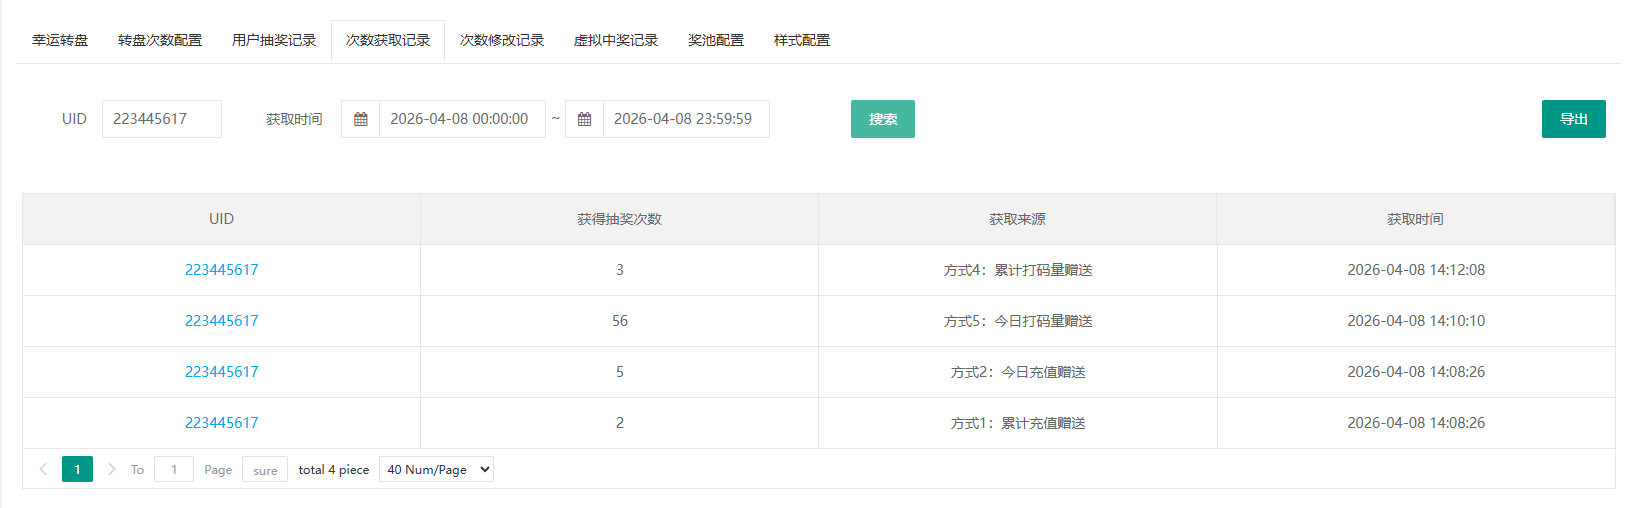 幸运转盘 转盘次数配置 用户抽奖记录 次数获取记录 次数修改记录 虚拟中奖记录 奖池配置 样式配置
UID 223445617 获取时间 2026-04-08 00:00:00 ~ 2026-04-08 23:59:59 搜索 导出
UID 获得抽奖次数 获取来源 获取时间
223445617 3 方式4：累计打码量赠送 2026-04-08 14:12:08
223445617 56 方式5：今日打码量赠送 2026-04-08 14:10:10
223445617 5 方式2：今日充值赠送 2026-04-08 14:08:26
223445617 2 方式1：累计充值赠送 2026-04-08 14:08:26
1 To 1 Page sure total 4 piece 40 Num/Page